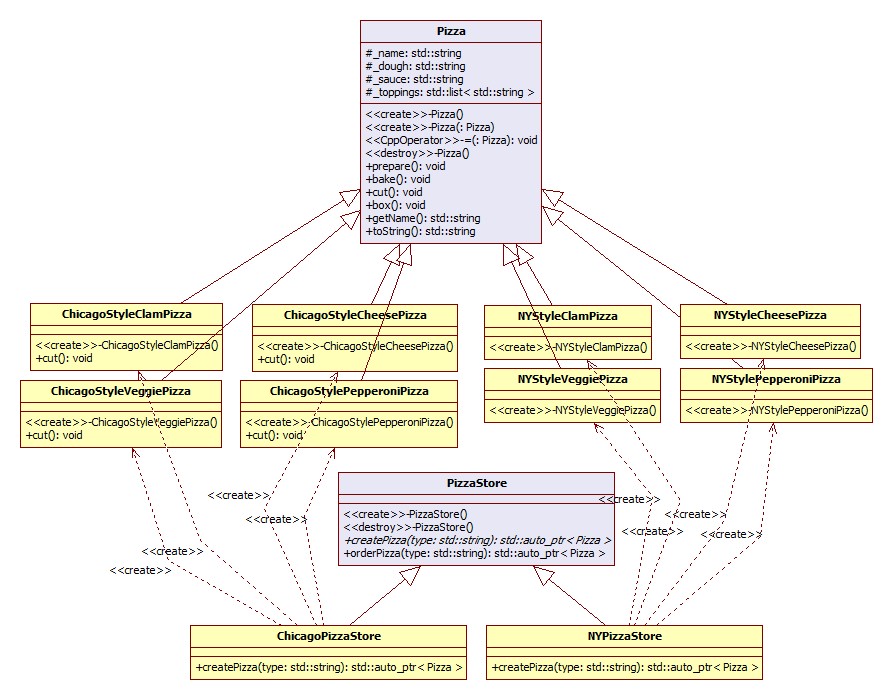 Pizza
#_name: std::string
#_dough: std::string
#_sauce: std::string
#_toppings: std::list< std::string >
<<create>>-Pizza()
<<create>>-Pizza(: Pizza)
<<CppOperator>>-=(: Pizza): void
<<destroy>>-Pizza()
+prepare(): void
+bake(): void
+cut(): void
+box(): void
+getName(): std::string
+toString(): std::string
ChicagoStyleClamPizza
<<create>>-ChicagoStyleClamPizza()
+cut(): void
ChicagoStyleCheesePizza
<<create>>-ChicagoStyleCheesePizza()
+cut(): void
NYStyleClamPizza
<<create>>-NYStyleClamPizza()
NYStyleCheesePizza
<<create>>-NYStyleCheesePizza()
ChicagoStyleVeggiePizza
<<create>>-ChicagoStyleVeggiePizza()
+cut(): void
ChicagoStylePepperoniPizza
<<create>>-ChicagoStylePepperoniPizza()
+cut(): void
NYStyleVeggiePizza
<<create>>-NYStyleVeggiePizza()
NYStylePepperoniPizza
<<create>>-NYStylePepperoniPizza()
PizzaStore
<<create>>-PizzaStore()
<<destroy>>-PizzaStore()
+createPizza(type: std::string): std::auto_ptr< Pizza >
+orderPizza(type: std::string): std::auto_ptr< Pizza >
<<create>>
<<create>>
<<create>>
<<create>>
<<create>>
<<create>>
<<create>>
<<create>>
ChicagoPizzaStore
+createPizza(type: std::string): std::auto_ptr< Pizza >
NYPizzaStore
+createPizza(type: std::string): std::auto_ptr< Pizza >